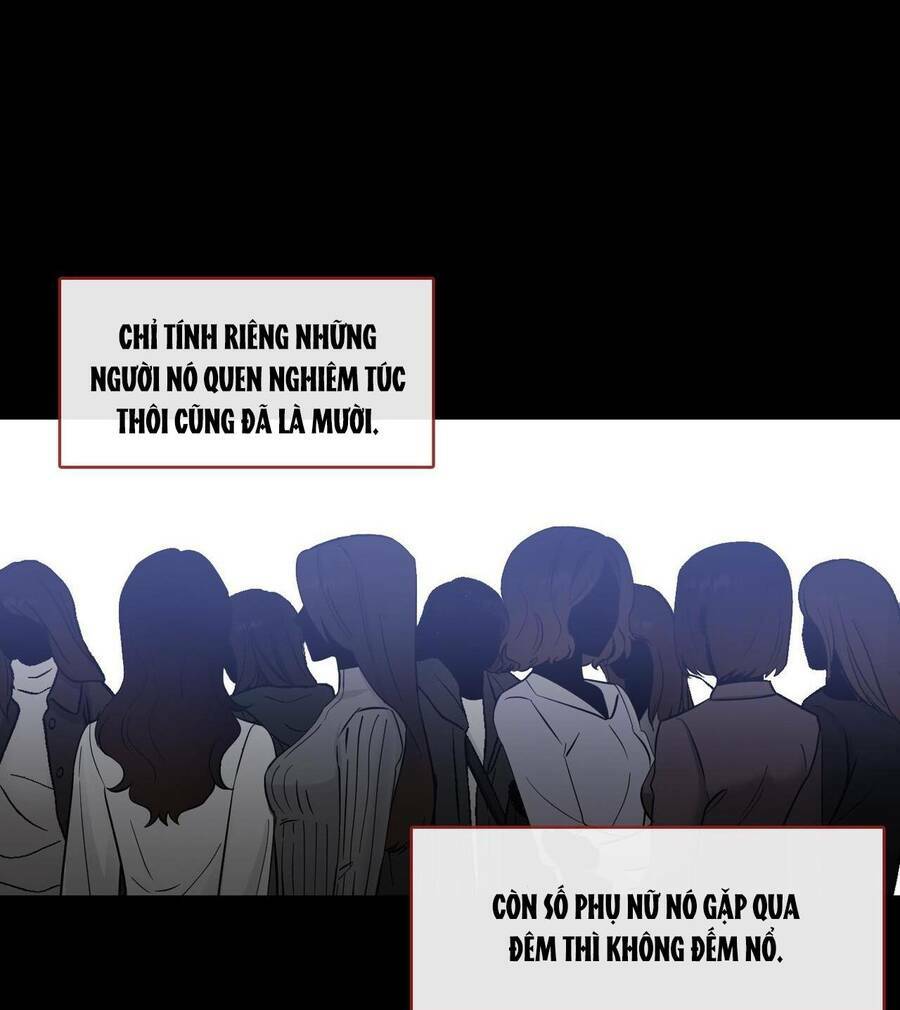 CHỈ TÍNH RIÊNG NHỮNG
NGƯỜI NÓ QUEN NGHIÊM TÚC
THÔI CŨNG ĐÃ LÀ MƯỜI.
CÒN SỐ PHỤ NỮ NÓ GẶP QUA
ĐÊM THÌ KHÔNG ĐẾM NỔ.